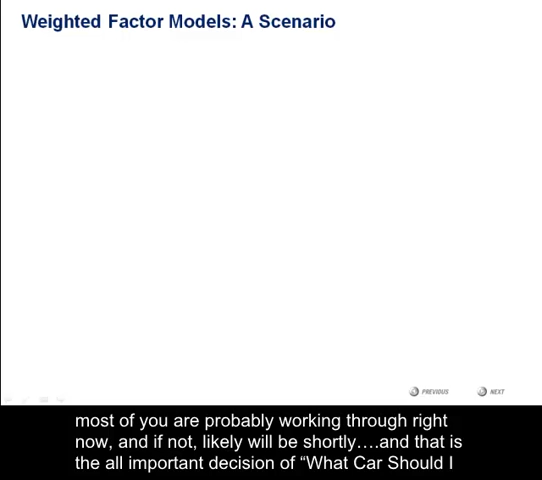 Weighted Factor Models: A Scenario
PREVIOUS
NEXT
most of you are probably working through right
now, and if not, likely will be shortly….and that is
the all important decision of “What Car Should I